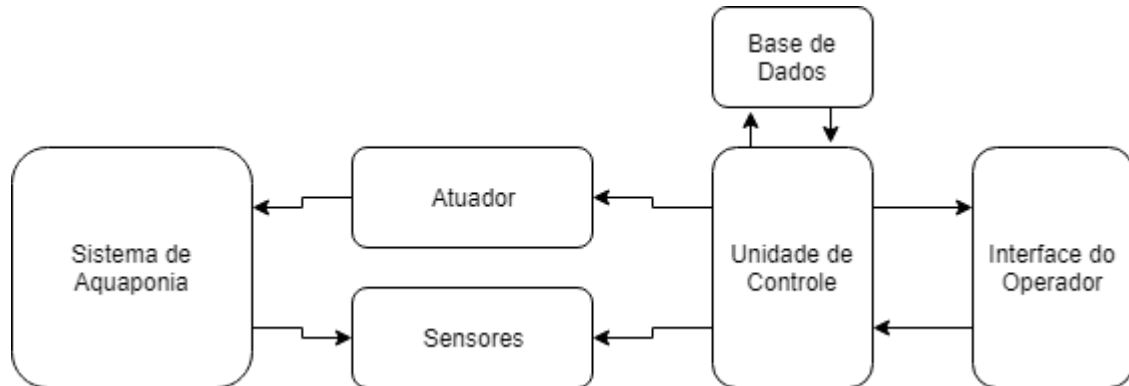 Base de
Dados
Atuador
Sistema de
Aquaponia
Unidade de
Controle
Interface do
Operador
Sensores